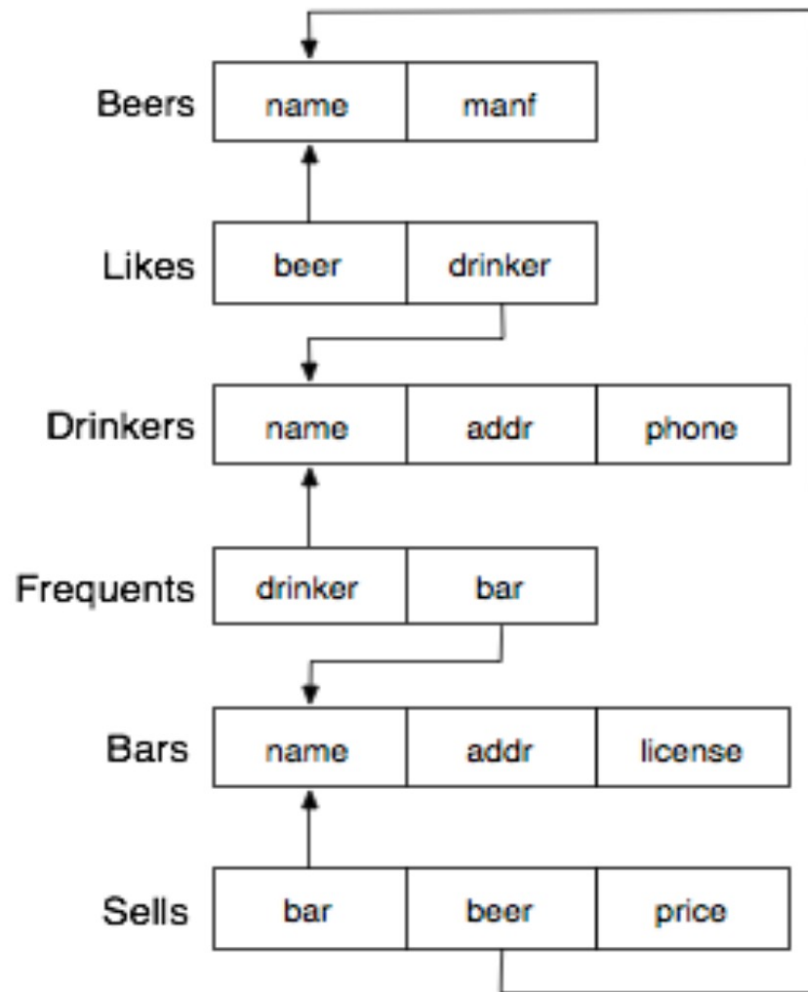 Beers name manf
Likes beer drinker
Drinkers name addr phone
Frequents drinker bar
Bars name addr license
Sells bar beer price